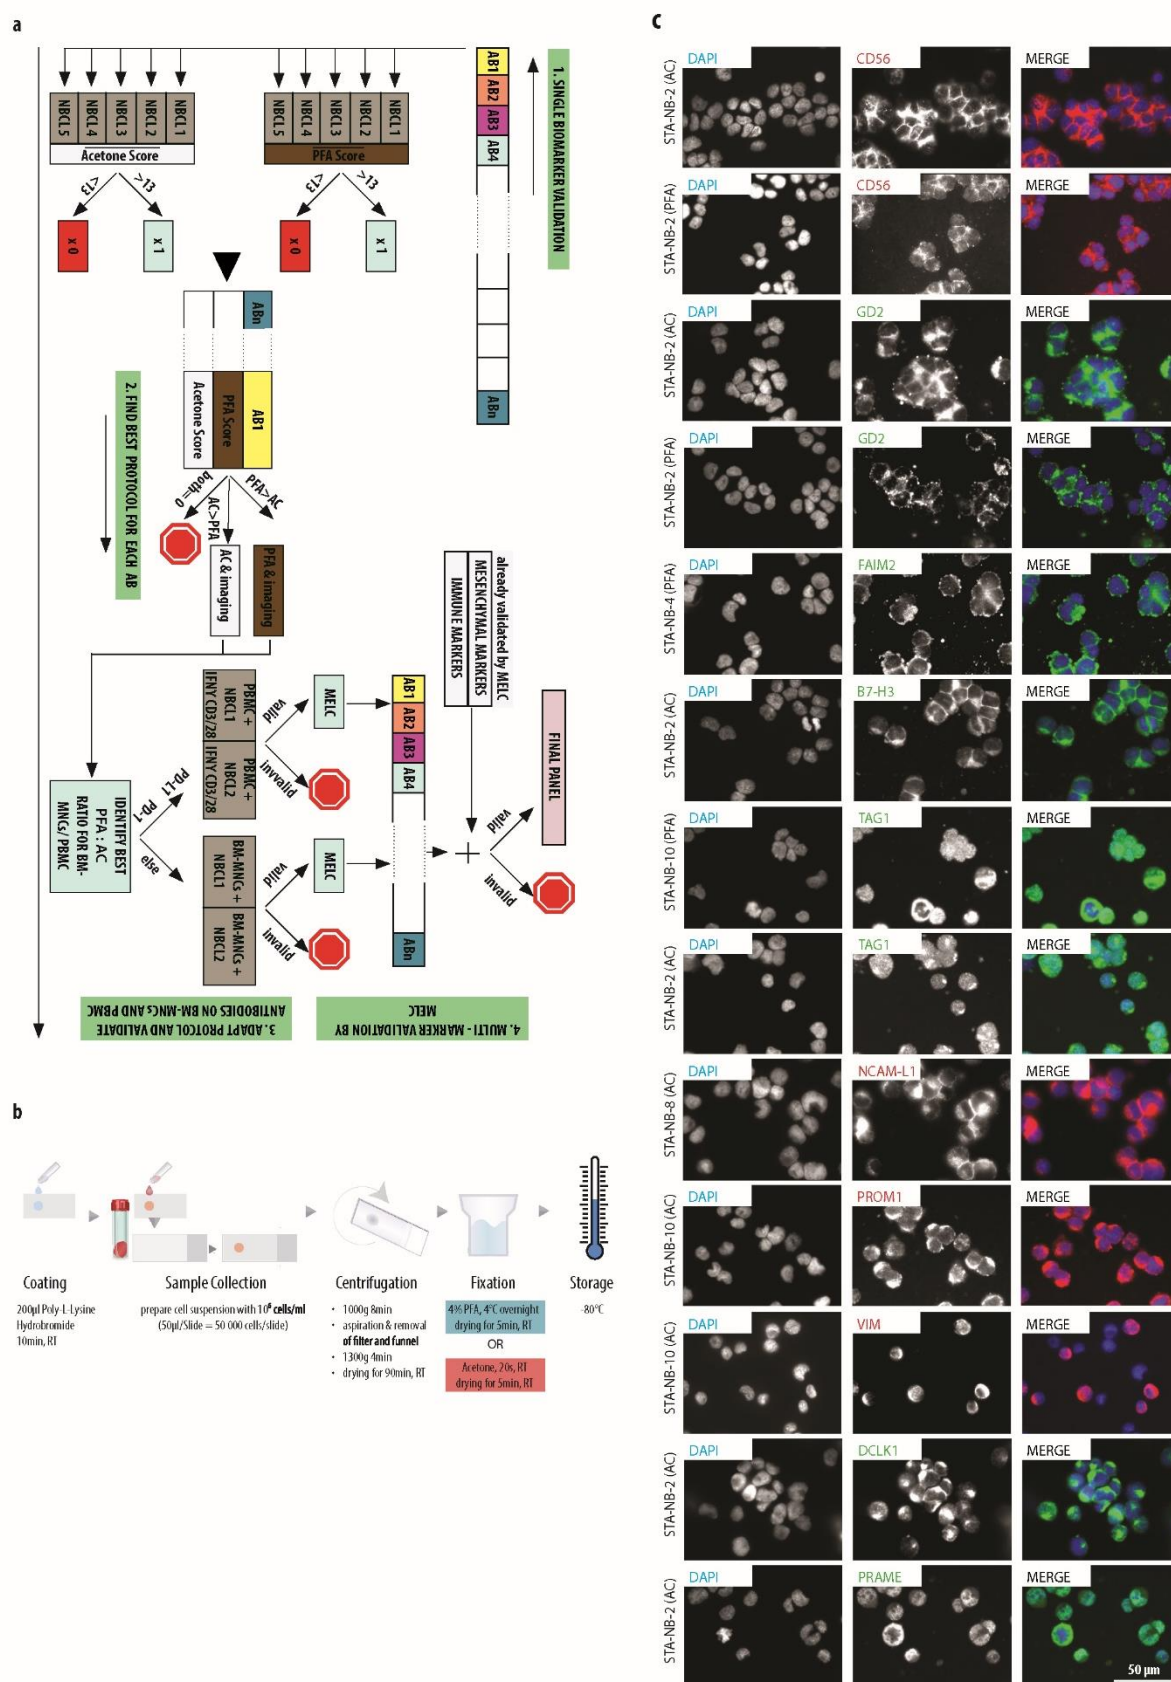 a
1. SINGLE BIOMARKER VALIDATION
AB1
AB2
AB3
AB4
ABn
NBCL1
NBCL2
NBCL3
NBCL4
NBCL5
PFA Score
>13
<13
x 1
x 0
NBCL1
NBCL2
NBCL3
NBCL4
NBCL5
Acetone Score
>13
<13
x 1
x 0
2. FIND BEST PROTOCOL FOR EACH AB
ABn
AB1
PFA Score
Acetone Score
PFA>AC
AC>PFA
both=0
PFA & imaging
AC & imaging
3. ADAPT PROTCOL AND VALIDATE
ANTIBODIES ON BM-MNCs AND PBMC
IDENTIFY BEST
PFA : AC
RATIO FOR BM-
MNCs/ PBMC
PD-L1
PD-1
else
PBMC +
NBCL1
IFNY CD3/28
PBMC +
NBCL2
IFNY CD3/28
valid
invvalid
BM-MNCs +
NBCL1
BM-MNCs +
NBCL2
valid
invalid
4. MULTI - MARKER VALIDATION BY
MELC
MELC
MELC
AB1
AB2
AB3
AB4
ABn
already validated by MELC
MESENCHYMAL MARKERS
IMMUNE MARKERS
+
valid
invalid
FINAL PANEL
b
Coating
200µl Poly-L-Lysine
Hydrobromide
10min, RT
Sample Collection
prepare cell suspension with 10⁶ cells/ml
(50µl/Slide = 50 000 cells/slide)
Centrifugation
• 1000g 8min
• aspiration & removal
of filter and funnel
• 1300g 4min
• drying for 90min, RT
Fixation
4% PFA, 4°C overnight
drying for 5min, RT
OR
Acetone, 20s, RT
drying for 5min, RT
Storage
-80°C
c
STA-NB-2 (AC)
DAPI CD56 MERGE
STA-NB-2 (PFA)
DAPI CD56 MERGE
STA-NB-2 (AC)
DAPI GD2 MERGE
STA-NB-2 (PFA)
DAPI GD2 MERGE
STA-NB-4 (PFA)
DAPI FAIM2 MERGE
STA-NB-2 (AC)
DAPI B7-H3 MERGE
STA-NB-10 (PFA)
DAPI TAG1 MERGE
STA-NB-2 (AC)
DAPI TAG1 MERGE
STA-NB-8 (AC)
DAPI NCAM-L1 MERGE
STA-NB-10 (AC)
DAPI PROM1 MERGE
STA-NB-10 (AC)
DAPI VIM MERGE
STA-NB-2 (AC)
DAPI DCLK1 MERGE
STA-NB-2 (AC)
DAPI PRAME MERGE
50 µm